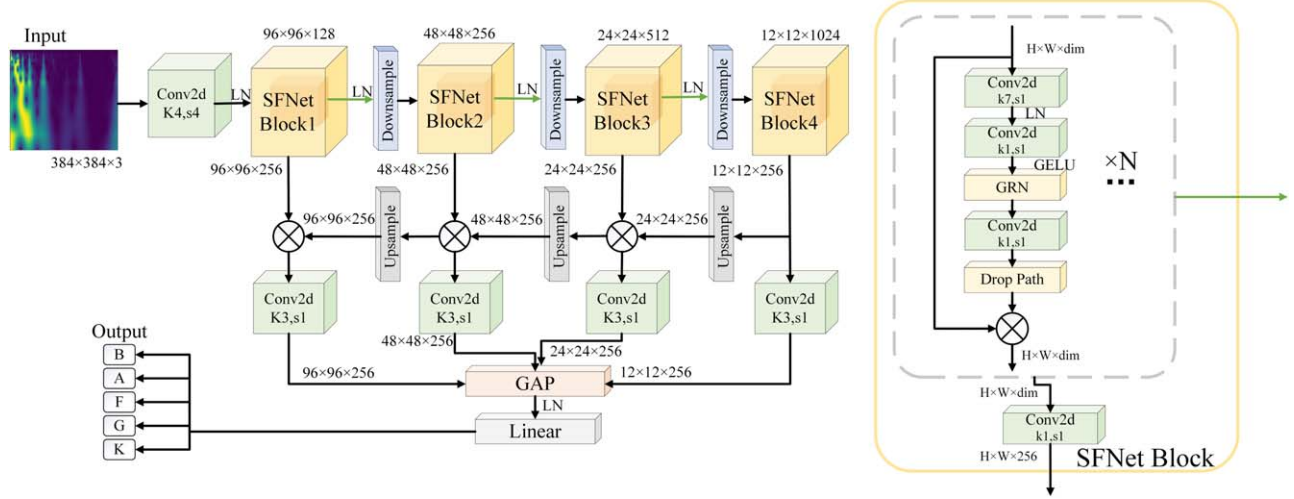 Input
384×384×3
Conv2d
K4,s4
LN
96×96×128
SFNet
Block1
LN
Downsample
48×48×256
SFNet
Block2
LN
Downsample
24×24×512
SFNet
Block3
LN
Downsample
12×12×1024
SFNet
Block4
96×96×256
48×48×256
24×24×256
12×12×256
96×96×256
Upsample
48×48×256
Upsample
24×24×256
Upsample
Conv2d
K3,s1
Conv2d
K3,s1
Conv2d
K3,s1
Conv2d
K3,s1
96×96×256
48×48×256
24×24×256
12×12×256
GAP
LN
Linear
Output
B
A
F
G
K
H×W×dim
Conv2d
k7,s1
LN
Conv2d
k1,s1
GELU
GRN
Conv2d
k1,s1
Drop Path
H×W×dim
×N
...
H×W×dim
Conv2d
k1,s1
H×W×256
SFNet Block